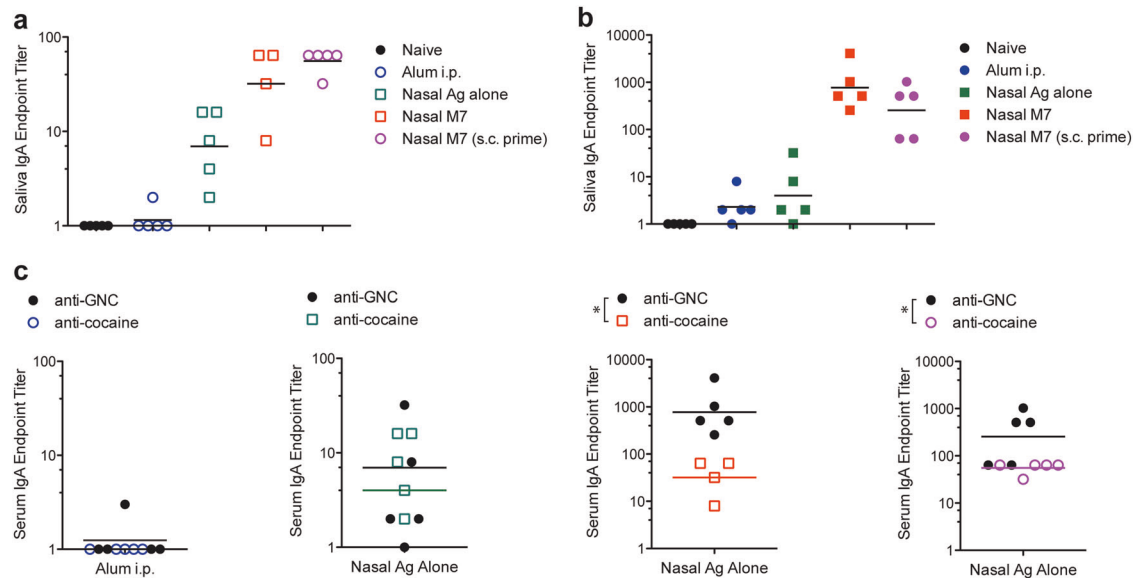 a
Saliva IgA Endpoint Titer
100
10
1
Naive
Alum i.p.
Nasal Ag alone
Nasal M7
Nasal M7 (s.c. prime)
b
Saliva IgA Endpoint Titer
10000
1000
100
10
1
Naive
Alum i.p.
Nasal Ag alone
Nasal M7
Nasal M7 (s.c. prime)
c
anti-GNC
anti-cocaine
Serum IgA Endpoint Titer
100
10
1
Alum i.p.
anti-GNC
anti-cocaine
Serum IgA Endpoint Titer
100
10
1
Nasal Ag Alone
* anti-GNC
anti-cocaine
Serum IgA Endpoint Titer
10000
1000
100
10
1
Nasal Ag Alone
* anti-GNC
anti-cocaine
Serum IgA Endpoint Titer
10000
1000
100
10
1
Nasal Ag Alone